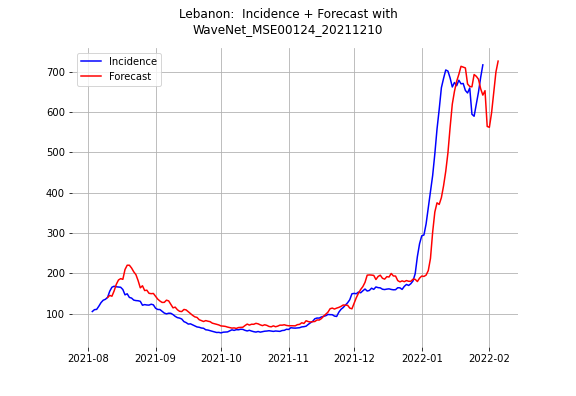 Lebanon:  Incidence + Forecast with
WaveNet_MSE00124_20211210
Incidence
Forecast
700
600
500
400
300
200
100
2021-08 2021-09 2021-10 2021-11 2021-12 2022-01 2022-02